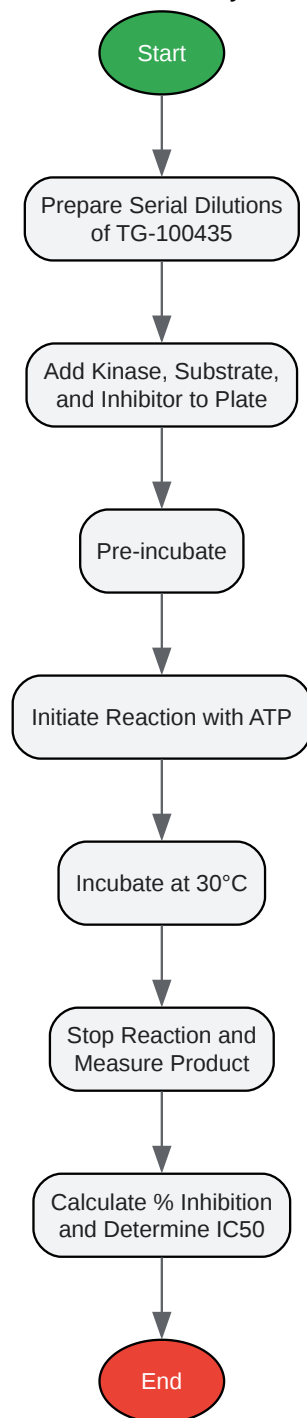 Start
Prepare Serial Dilutions
of TG-100435
Add Kinase, Substrate,
and Inhibitor to Plate
Pre-incubate
Initiate Reaction with ATP
Incubate at 30°C
Stop Reaction and
Measure Product
Calculate % Inhibition
and Determine IC50
End